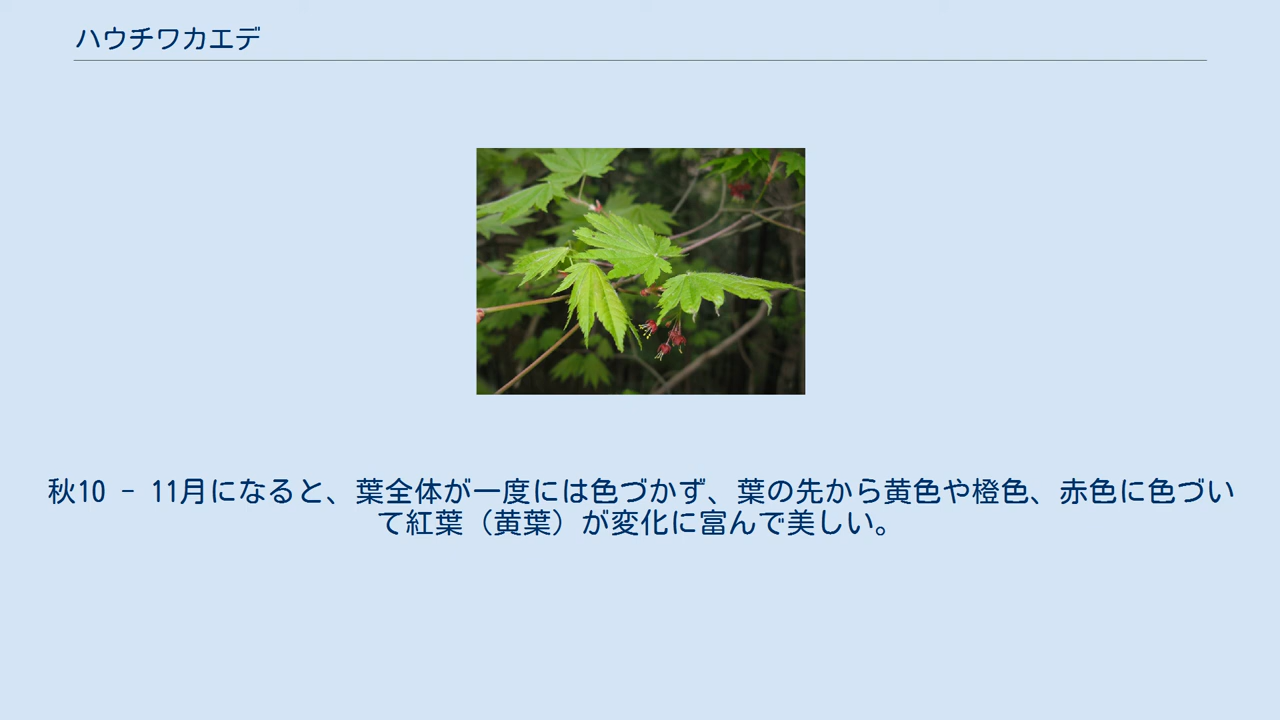 ハウチワカエデ
秋10 - 11月になると、葉全体が一度には色づかず、葉の先から黄色や橙色、赤色に色づい
て紅葉（黄葉）が変化に富んで美しい。